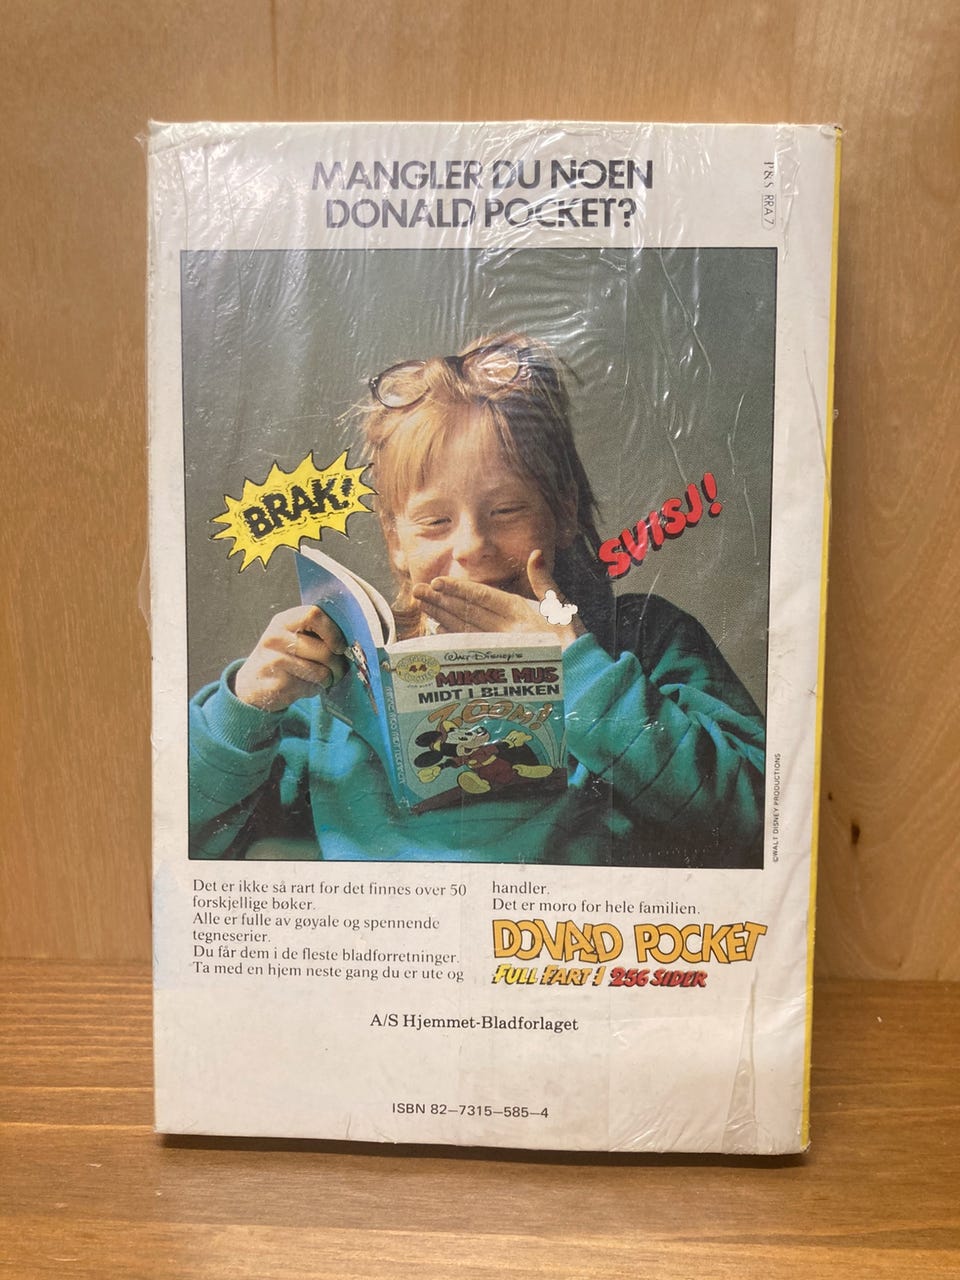 MANGLER DU NOEN
DONALD POCKET?
P&S RRA 7
BRAK!
SVISJ!
WALT DISNEY'S
44
MIKKE MUS
MIDT I BLINKEN
ZOOM!
©WALT DISNEY PRODUCTIONS
Det er ikke så rart for det finnes over 50
forskjellige bøker.
Alle er fulle av gøyale og spennende
tegneserier.
Du får dem i de fleste bladforretninger.
Ta med en hjem neste gang du er ute og
handler.
Det er moro for hele familien.
DONALD POCKET
FULL FART! 256 SIDER
A/S Hjemmet-Bladforlaget
ISBN 82–7315–585–4